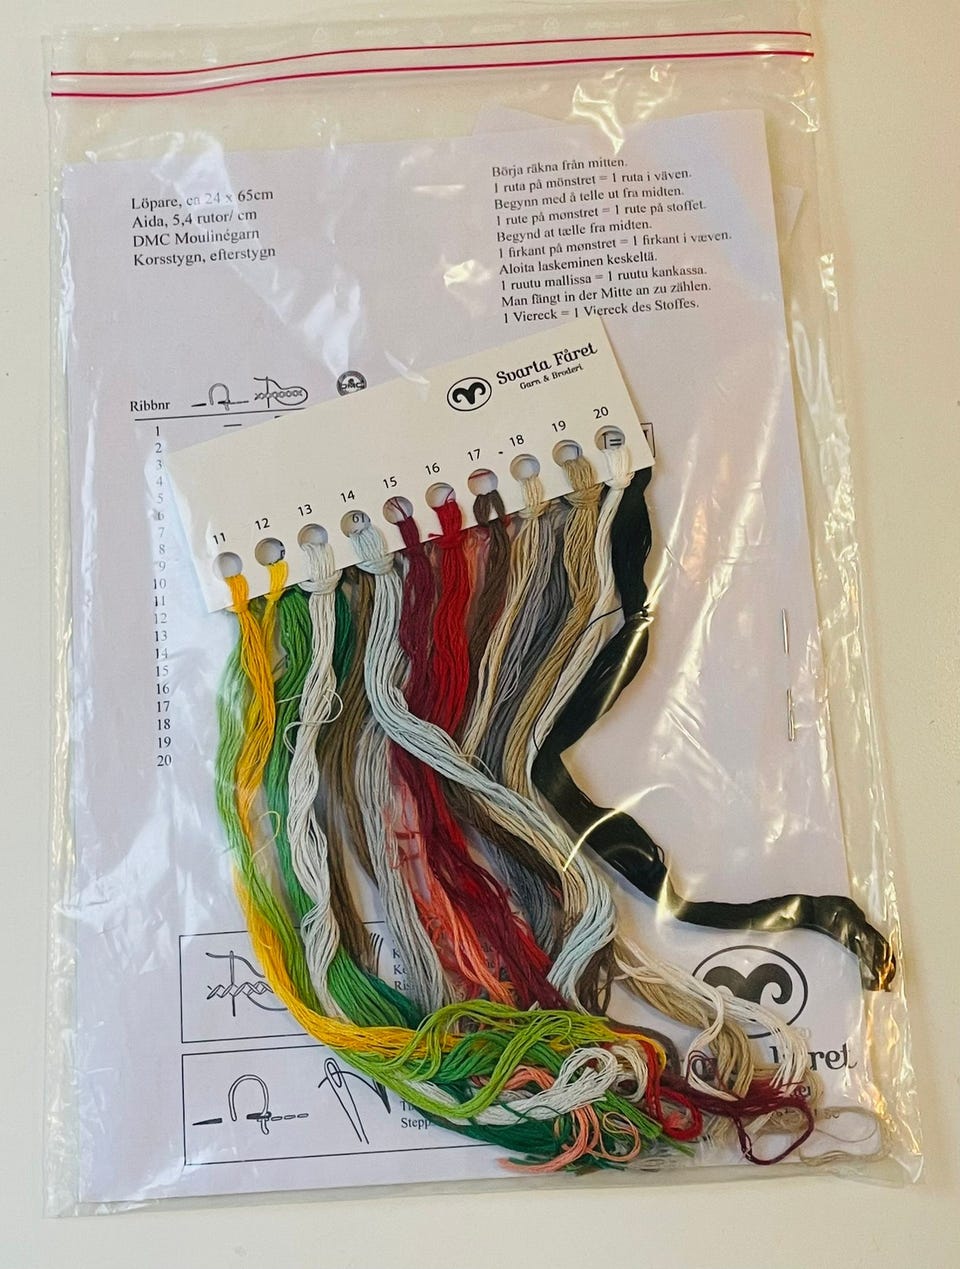 Löpare, ca 24 x 65cm
Aida, 5,4 rutor/ cm
DMC Moulinégarn
Korsstygn, efterstygn
Börja räkna från mitten.
1 ruta på mönstret = 1 ruta i väven.
Begynn med å telle ut fra midten.
1 rute på mønstret = 1 rute på stoffet.
Begynd at tælle fra midten.
1 firkant på mønstret = 1 firkant i væven.
Aloita laskeminen keskeltä.
1 ruutu mallissa = 1 ruutu kankassa.
Man fängt in der Mitte an zu zählen.
1 Viereck = 1 Viereck des Stoffes.
Svarta Fåret
Garn & Broderi
Ribbnr
DMC
1
2
3
4
5
6
7
8
9
10
11
12
13
14
15
16
17
18
19
20
11 12 13 14 15 16 17 - 18 19 20